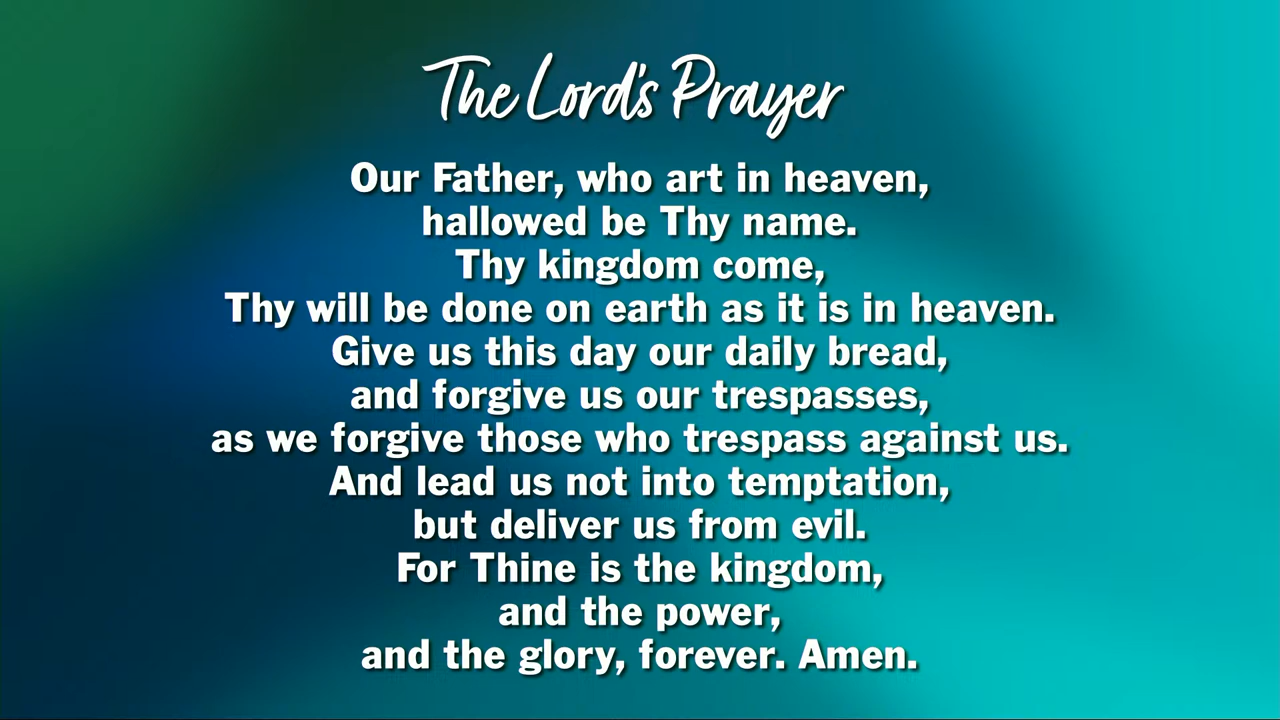 The Lord's Prayer
Our Father, who art in heaven,
hallowed be Thy name.
Thy kingdom come,
Thy will be done on earth as it is in heaven.
Give us this day our daily bread,
and forgive us our trespasses,
as we forgive those who trespass against us.
And lead us not into temptation,
but deliver us from evil.
For Thine is the kingdom,
and the power,
and the glory, forever. Amen.